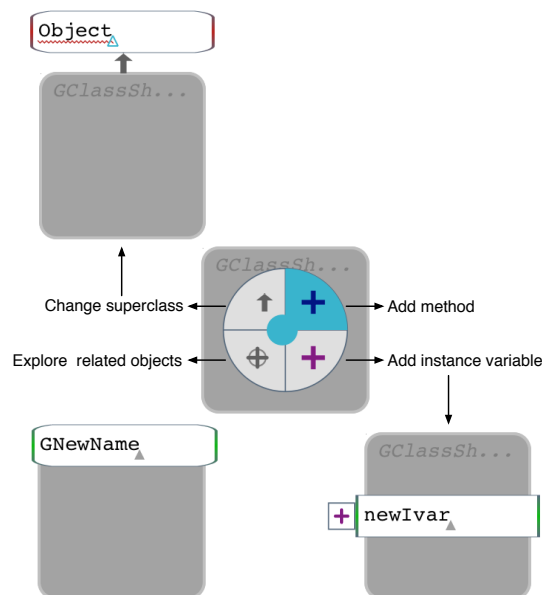 Object
GClassSh...
GClassSh...
Change superclass
Add method
Explore related objects
Add instance variable
GNewName
GClassSh...
newIvar